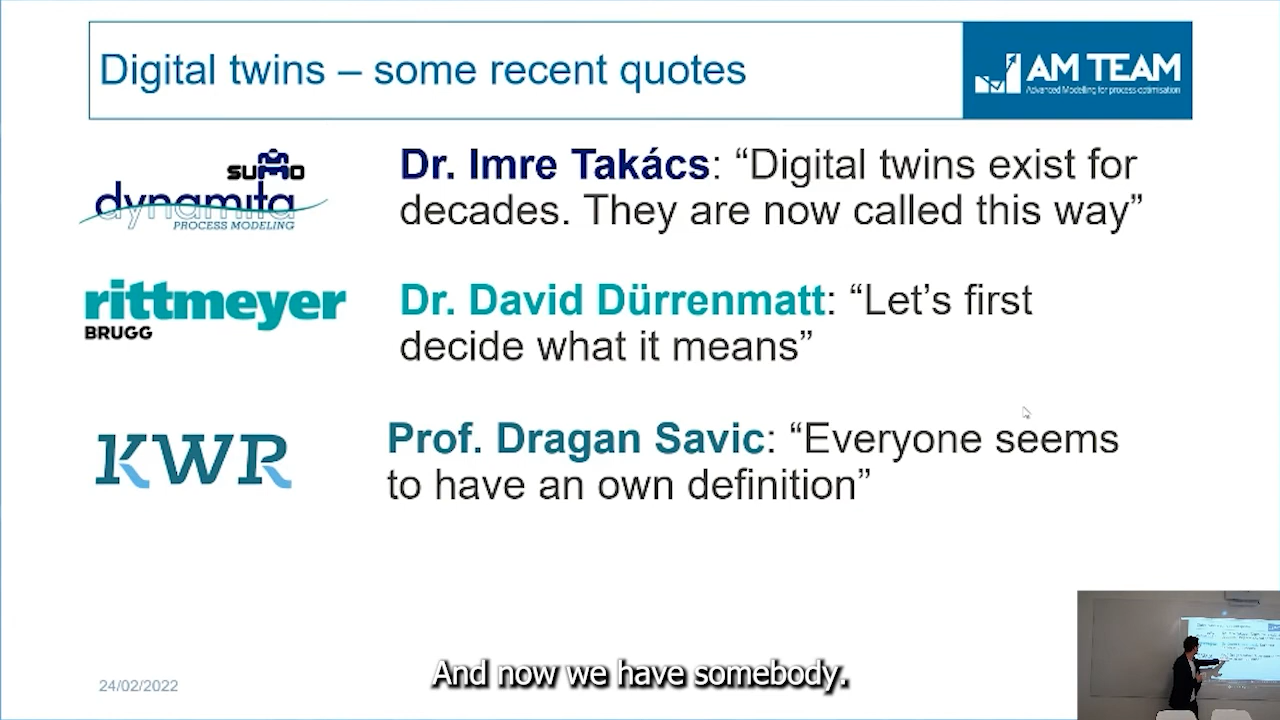 Digital twins – some recent quotes
AM TEAM
Advanced Modelling for process optimisation
sumo
dynamita
PROCESS MODELING
Dr. Imre Takács: “Digital twins exist for
decades. They are now called this way”
rittmeyer
BRUGG
Dr. David Dürrenmatt: “Let’s first
decide what it means”
KWR
Prof. Dragan Savic: “Everyone seems
to have an own definition”
And now we have somebody.
24/02/2022